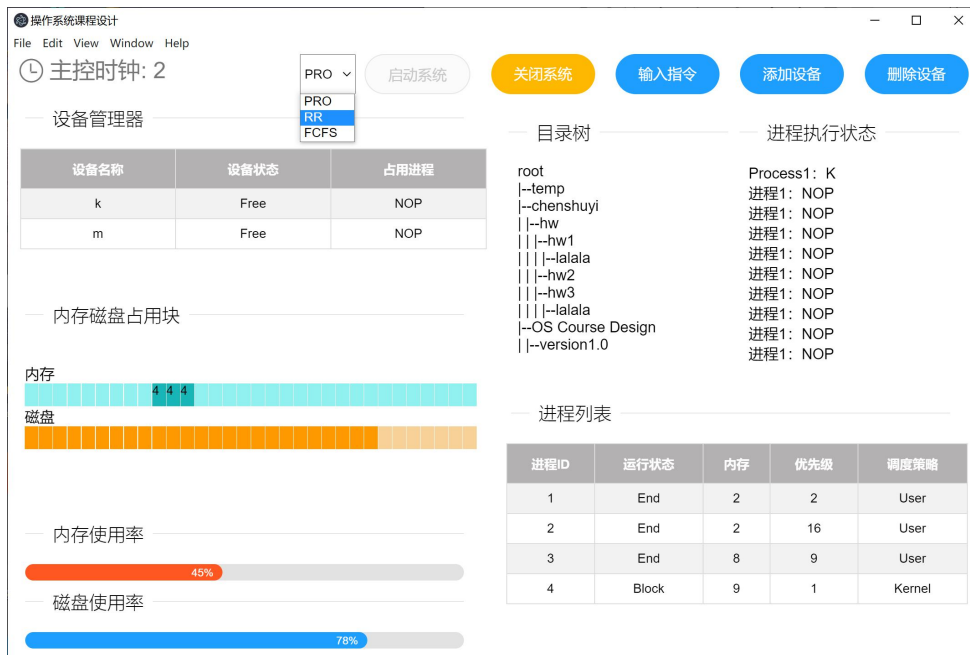 操作系统课程设计
File Edit View Window Help
主控时钟: 2
PRO
启动系统
关闭系统
输入指令
添加设备
删除设备
PRO
RR
FCFS
设备管理器
设备名称 设备状态 占用进程
k Free NOP
m Free NOP
内存磁盘占用块
内存
4 4 4
磁盘
内存使用率
45%
磁盘使用率
78%
目录树
root
|--temp
|--chenshuyi
| |--hw
| | |--hw1
| | | |--lalala
| | |--hw2
| | |--hw3
| | | |--lalala
|--OS Course Design
| |--version1.0
进程执行状态
Process1: K
进程1: NOP
进程1: NOP
进程1: NOP
进程1: NOP
进程1: NOP
进程1: NOP
进程1: NOP
进程1: NOP
进程1: NOP
进程列表
进程ID 运行状态 内存 优先级 调度策略
1 End 2 2 User
2 End 2 16 User
3 End 8 9 User
4 Block 9 1 Kernel